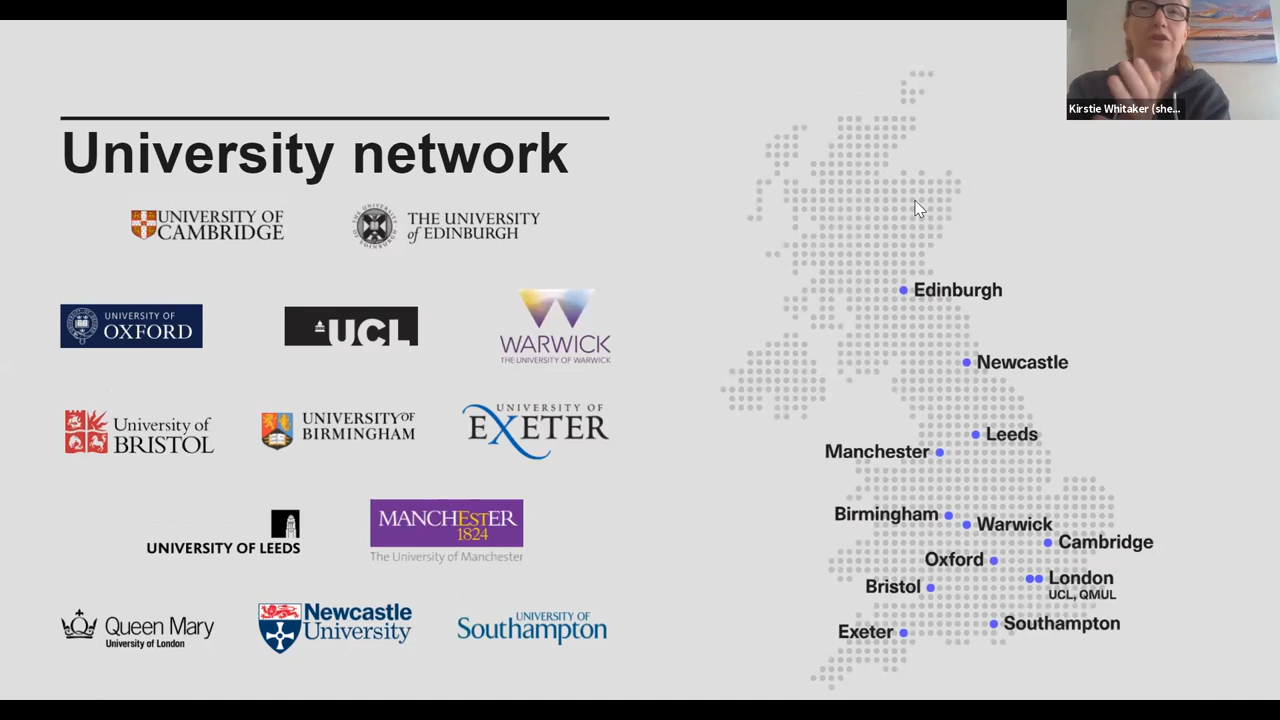 Kirstie Whitaker (she...
University network
UNIVERSITY OF
CAMBRIDGE
THE UNIVERSITY
of EDINBURGH
UNIVERSITY OF
OXFORD
UCL
WARWICK
THE UNIVERSITY OF WARWICK
University of
BRISTOL
UNIVERSITY OF
BIRMINGHAM
UNIVERSITY OF
EXETER
UNIVERSITY OF LEEDS
MANCHESTER
1824
The University of Manchester
Queen Mary
University of London
Newcastle
University
UNIVERSITY OF
Southampton
Edinburgh
Newcastle
Leeds
Manchester
Birmingham
Warwick
Cambridge
Oxford
London
UCL, QMUL
Bristol
Southampton
Exeter